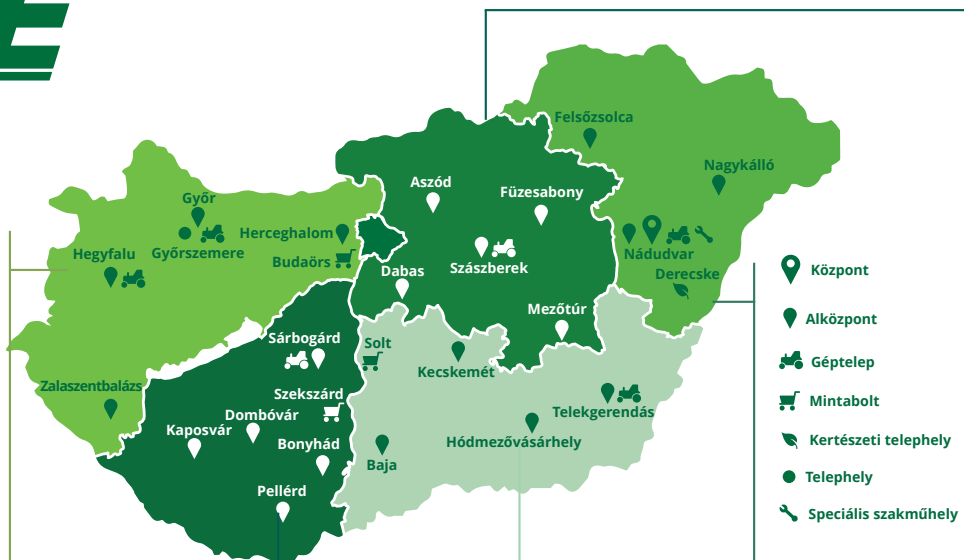 E
Felsőzsolca
Nagykálló
Aszód
Füzesabony
Győr
Herceghalom
Győrszemere
Hegyfalu
Budaörs
Nádudvar
Szászberek
Dabas
Derecske
Mezőtúr
Sárbogárd
Solt
Kecskemét
Zalaszentbalázs
Szekszárd
Telekgerendás
Dombóvár
Kaposvár
Bonyhád
Hódmezővásárhely
Baja
Pellérd
Központ
Alközpont
Géptelep
Mintabolt
Kertészeti telephely
Telephely
Speciális szakműhely